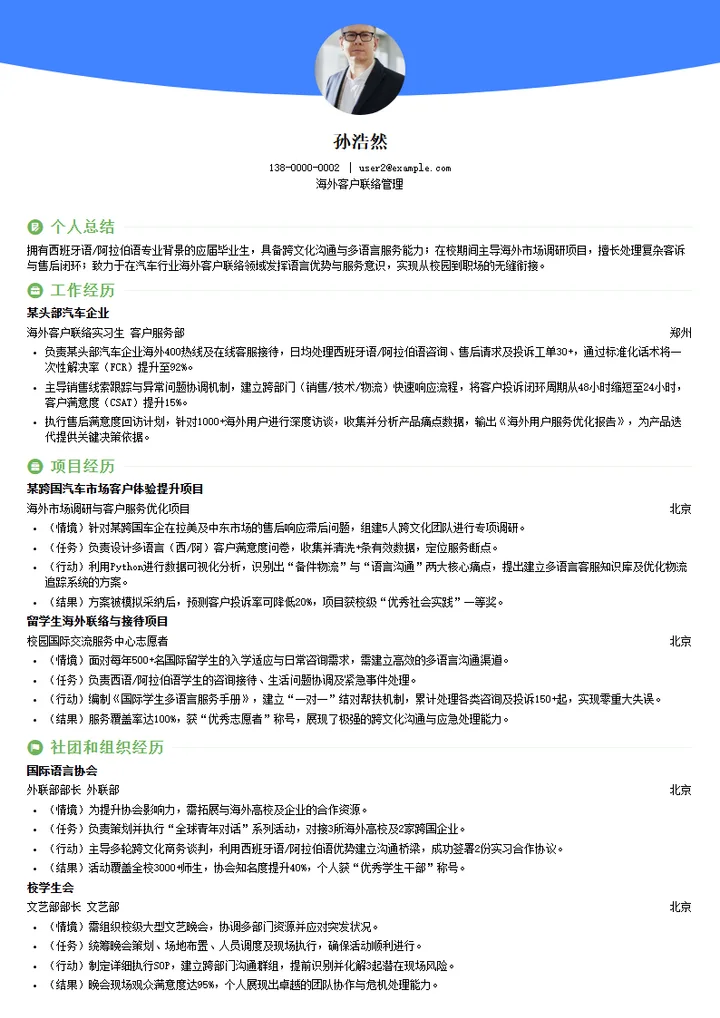 孙浩然
138-0000-0002 | user2@example.com
海外客户联络管理
个人总结
拥有西班牙语/阿拉伯语专业背景的应届毕业生，具备跨文化沟通与多语言服务能力；在校期间主导海外市场调研项目，擅长处理复杂客诉
与售后闭环；致力于在汽车行业海外客户联络领域发挥语言优势与服务意识，实现从校园到职场的无缝衔接。
工作经历
某头部汽车企业
海外客户联络实习生 客户服务部 郑州
• 负责某头部汽车企业海外400热线及在线客服接待，日均处理西班牙语/阿拉伯语咨询、售后请求及投诉工单30+，通过标准化话术将一
次性解决率（FCR）提升至92%。
• 主导销售线索跟踪与异常问题协调机制，建立跨部门（销售/技术/物流）快速响应流程，将客户投诉闭环周期从48小时缩短至24小时，
客户满意度（CSAT）提升15%。
• 执行售后满意度回访计划，针对1000+海外用户进行深度访谈，收集并分析产品痛点数据，输出《海外用户服务优化报告》，为产品迭
代提供关键决策依据。
项目经历
某跨国汽车市场客户体验提升项目
海外市场调研与客户服务优化项目 北京
• （情境）针对某跨国车企在拉美及中东市场的售后响应滞后问题，组建5人跨文化团队进行专项调研。
• （任务）负责设计多语言（西/阿）客户满意度问卷，收集并清洗+条有效数据，定位服务断点。
• （行动）利用Python进行数据可视化分析，识别出“备件物流”与“语言沟通”两大核心痛点，提出建立多语言客服知识库及优化物流
追踪系统的方案。
• （结果）方案被模拟采纳后，预测客户投诉率可降低20%，项目获校级“优秀社会实践”一等奖。
留学生海外联络与接待项目
校园国际交流服务中心志愿者 北京
• （情境）面对每年500+名国际留学生的入学适应与日常咨询需求，需建立高效的多语言沟通渠道。
• （任务）负责西语/阿拉伯语学生的咨询接待、生活问题协调及紧急事件处理。
• （行动）编制《国际学生多语言服务手册》，建立“一对一”结对帮扶机制，累计处理各类咨询及投诉150+起，实现零重大失误。
• （结果）服务覆盖率达100%，获“优秀志愿者”称号，展现了极强的跨文化沟通与应急处理能力。
社团和组织经历
国际语言协会
外联部部长 外联部 北京
• （情境）为提升协会影响力，需拓展与海外高校及企业的合作资源。
• （任务）负责策划并执行“全球青年对话”系列活动，对接3所海外高校及2家跨国企业。
• （行动）主导多轮跨文化商务谈判，利用西班牙语/阿拉伯语优势建立沟通桥梁，成功签署2份实习合作协议。
• （结果）活动覆盖全校3000+师生，协会知名度提升40%，个人获“优秀学生干部”称号。
校学生会
文艺部部长 文艺部 北京
• （情境）需组织校级大型文艺晚会，协调多部门资源并应对突发状况。
• （任务）统筹晚会策划、场地布置、人员调度及现场执行，确保活动顺利进行。
• （行动）制定详细执行SOP，建立跨部门沟通群组，提前识别并化解3起潜在现场风险。
• （结果）晚会现场观众满意度达95%，个人展现出卓越的团队协作与危机处理能力。